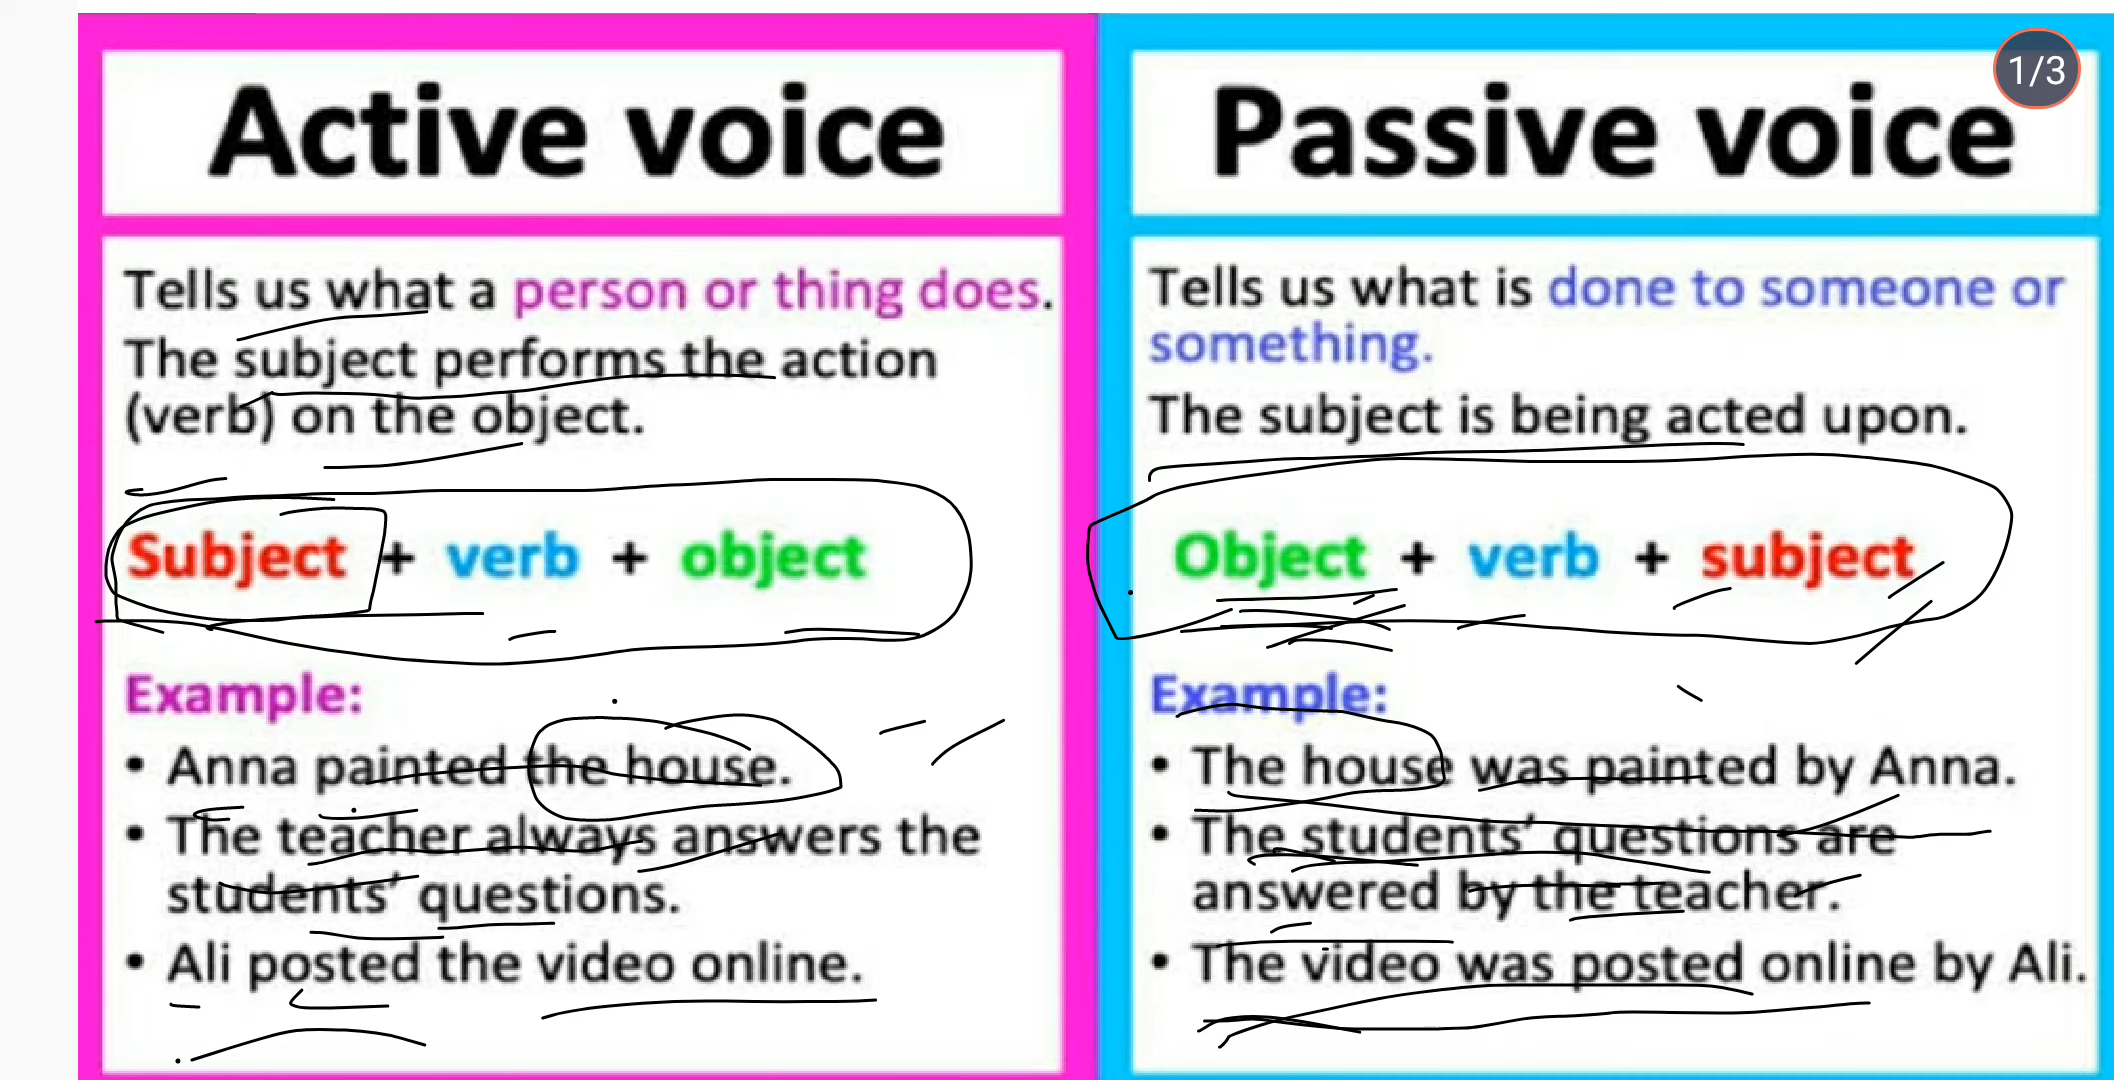 Active voice
Tells us what a person or thing does.
The subject performs the action
(verb) on the object.
Subject + verb + object
Example:
• Anna painted the house.
• The teacher always answers the
students’ questions.
• Ali posted the video online.
1/3
Passive voice
Tells us what is done to someone or
something.
The subject is being acted upon.
Object + verb + subject
Example:
• The house was painted by Anna.
• The students’ questions are
answered by the teacher.
• The video was posted online by Ali.